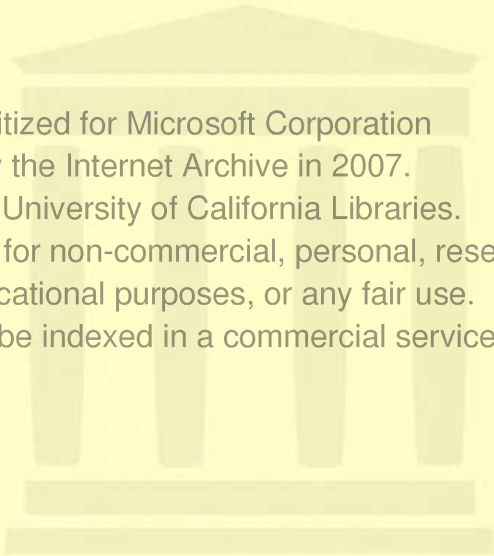 itized for Microsoft Corporation
the Internet Archive in 2007.
University of California Libraries.
for non-commercial, personal, rese
cational purposes, or any fair use.
be indexed in a commercial service